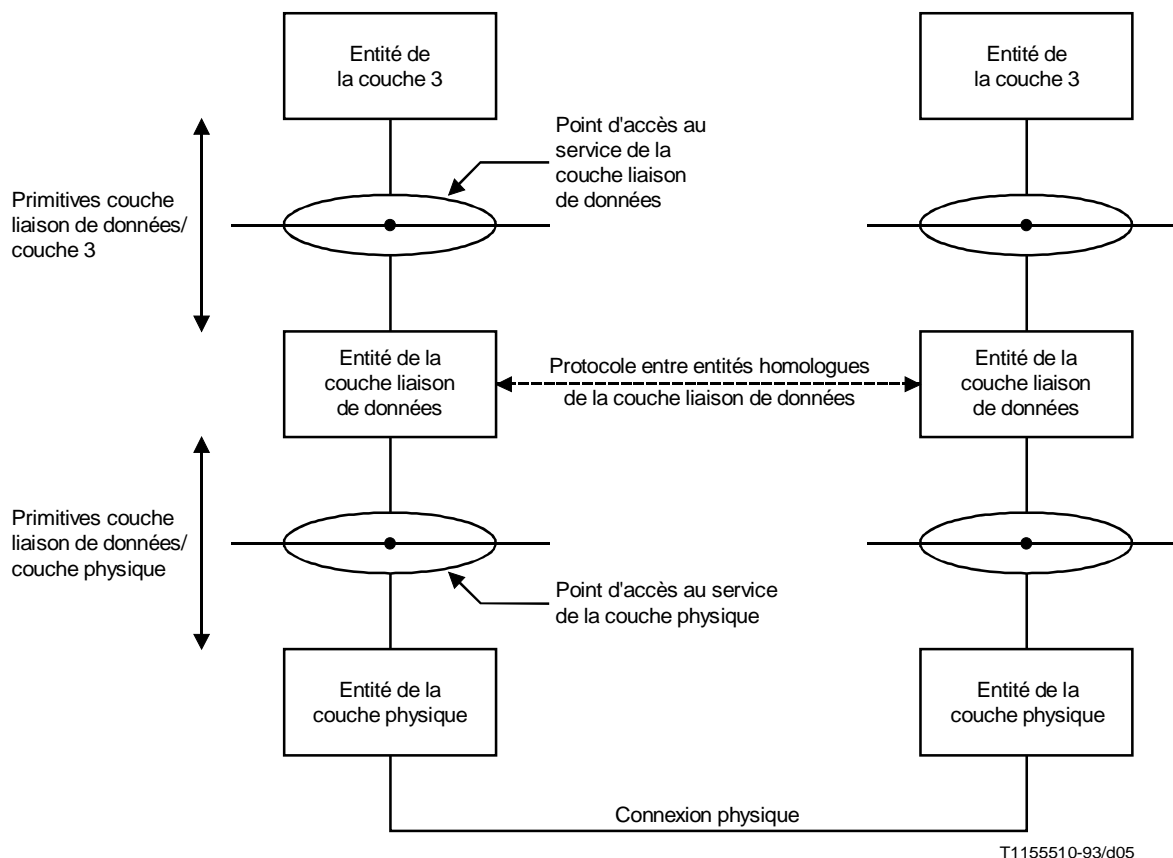 Entité de
la couche 3
Entité de
la couche 3
Point d'accès au
service de la
couche liaison
de données
Primitives couche
liaison de données/
couche 3
Entité de la
couche liaison
de données
Protocole entre entités homologues
de la couche liaison de données
Entité de la
couche liaison
de données
Primitives couche
liaison de données/
couche physique
Point d'accès au service
de la couche physique
Entité de la
couche physique
Entité de la
couche physique
Connexion physique
T1155510-93/d05